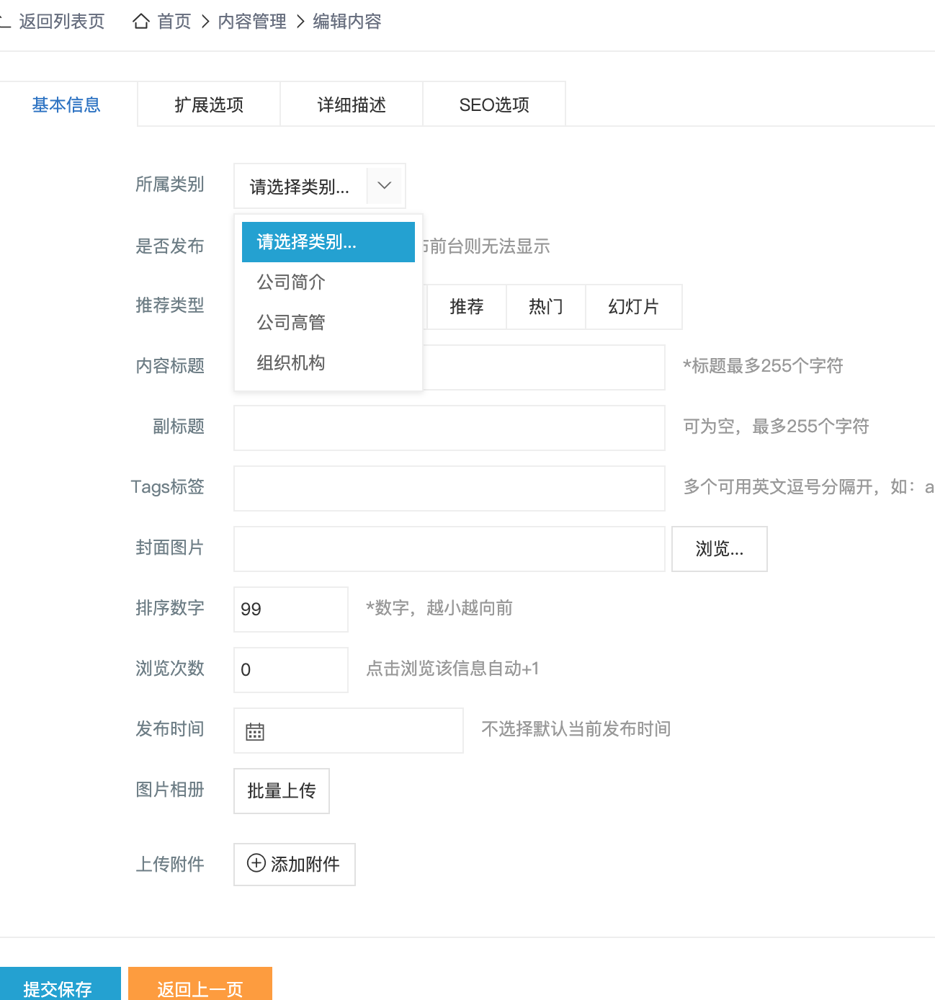 返回列表页 首页 内容管理 编辑内容
基本信息 扩展选项 详细描述 SEO选项
所属类别 请选择类别...
请选择类别...
公司简介
公司高管
组织机构
是否发布 前台则无法显示
推荐类型 推荐 热门 幻灯片
内容标题 *标题最多255个字符
副标题 可为空，最多255个字符
Tags标签 多个可用英文逗号分隔开，如：a
封面图片 浏览...
排序数字 99 *数字，越小越向前
浏览次数 0 点击浏览该信息自动+1
发布时间 不选择默认当前发布时间
图片相册 批量上传
上传附件 添加附件
提交保存 返回上一页